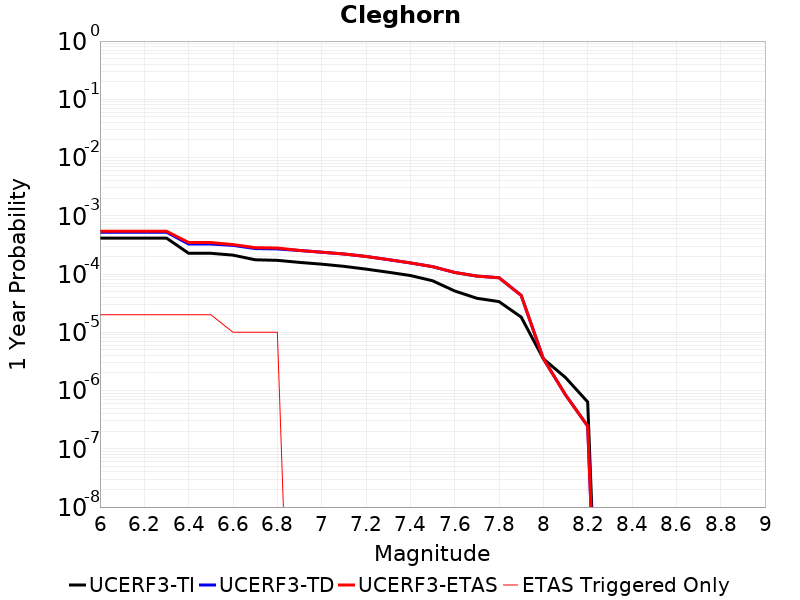 Cleghorn
1 Year Probability
10^0
10^-1
10^-2
10^-3
10^-4
10^-5
10^-6
10^-7
10^-8
6 6.2 6.4 6.6 6.8 7 7.2 7.4 7.6 7.8 8 8.2 8.4 8.6 8.8 9
Magnitude
UCERF3-TI UCERF3-TD UCERF3-ETAS ETAS Triggered Only